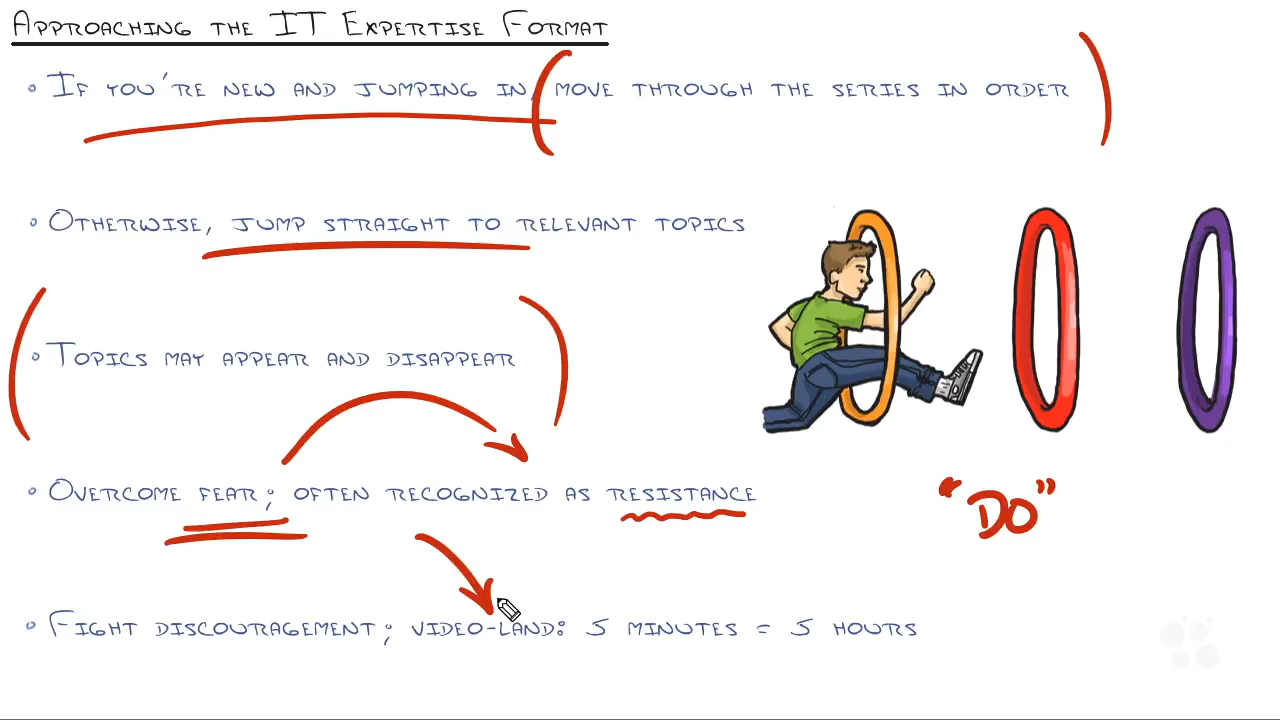 Approaching the IT Expertise Format
• If you're new and jumping in, move through the series in order
• Otherwise, jump straight to relevant topics
• Topics may appear and disappear
• Overcome fear; often recognized as resistance
"DO"
• Fight discouragement; video-land: 5 minutes = 5 hours